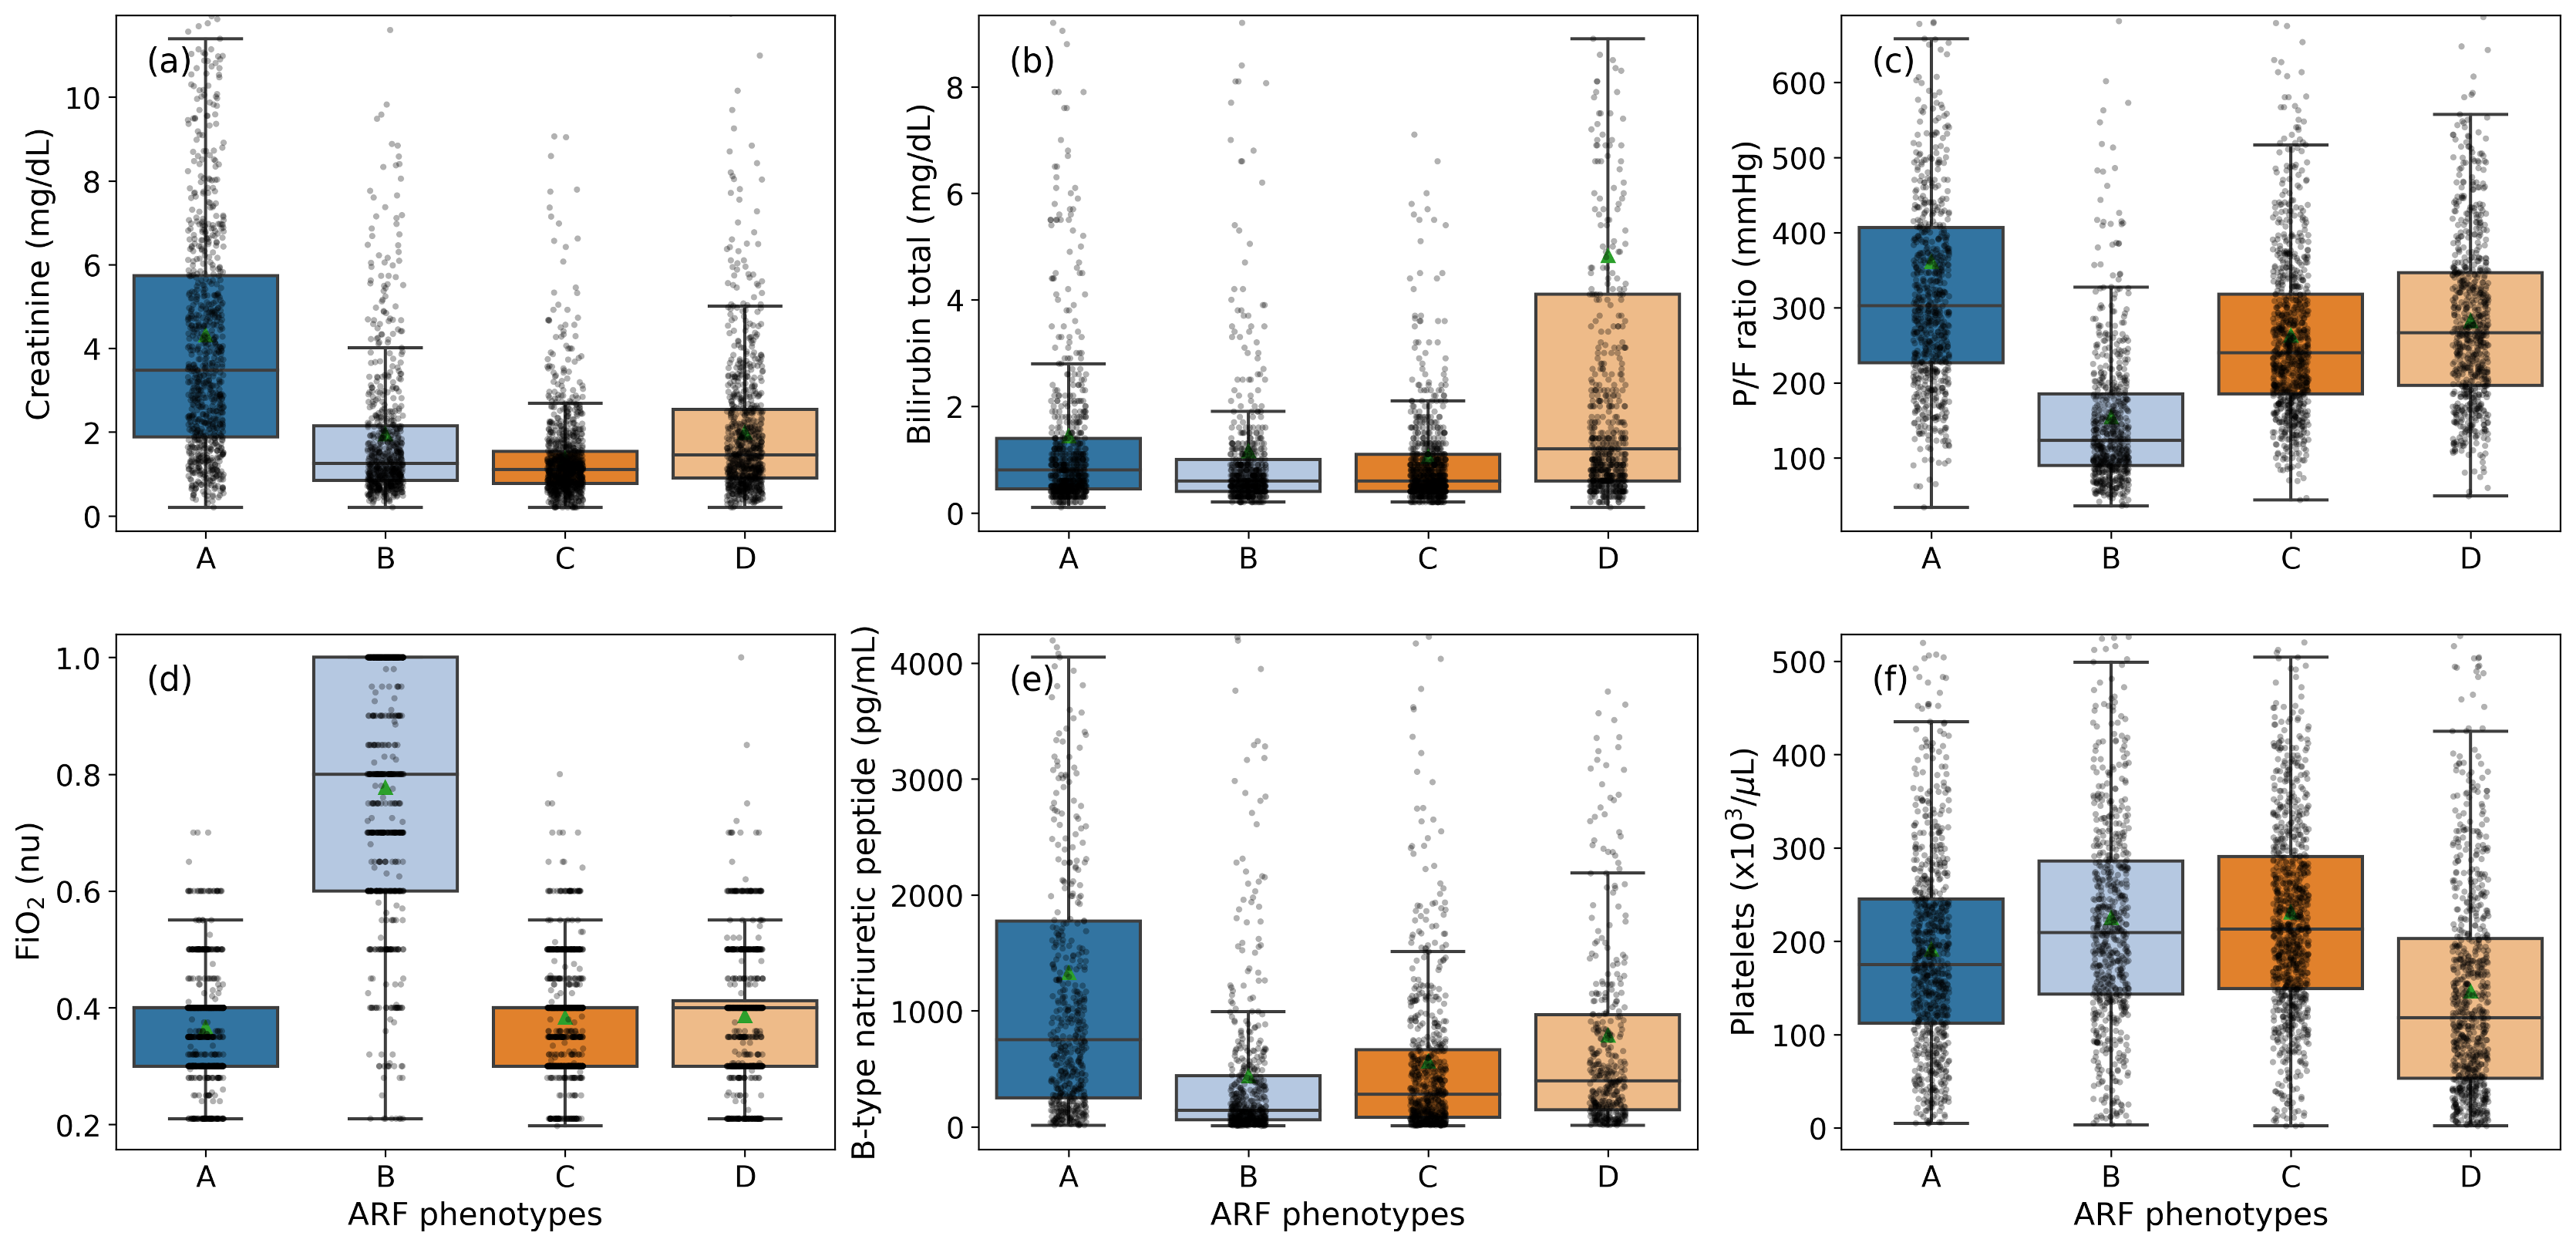 (a)
Creatinine (mg/dL)
10
8
6
4
2
0
A B C D
(b)
Bilirubin total (mg/dL)
8
6
4
2
0
A B C D
(c)
P/F ratio (mmHg)
600
500
400
300
200
100
A B C D
(d)
FiO₂ (nu)
1.0
0.8
0.6
0.4
0.2
A B C D
ARF phenotypes
(e)
B-type natriuretic peptide (pg/mL)
4000
3000
2000
1000
0
A B C D
ARF phenotypes
(f)
Platelets (x10³/μL)
500
400
300
200
100
0
A B C D
ARF phenotypes